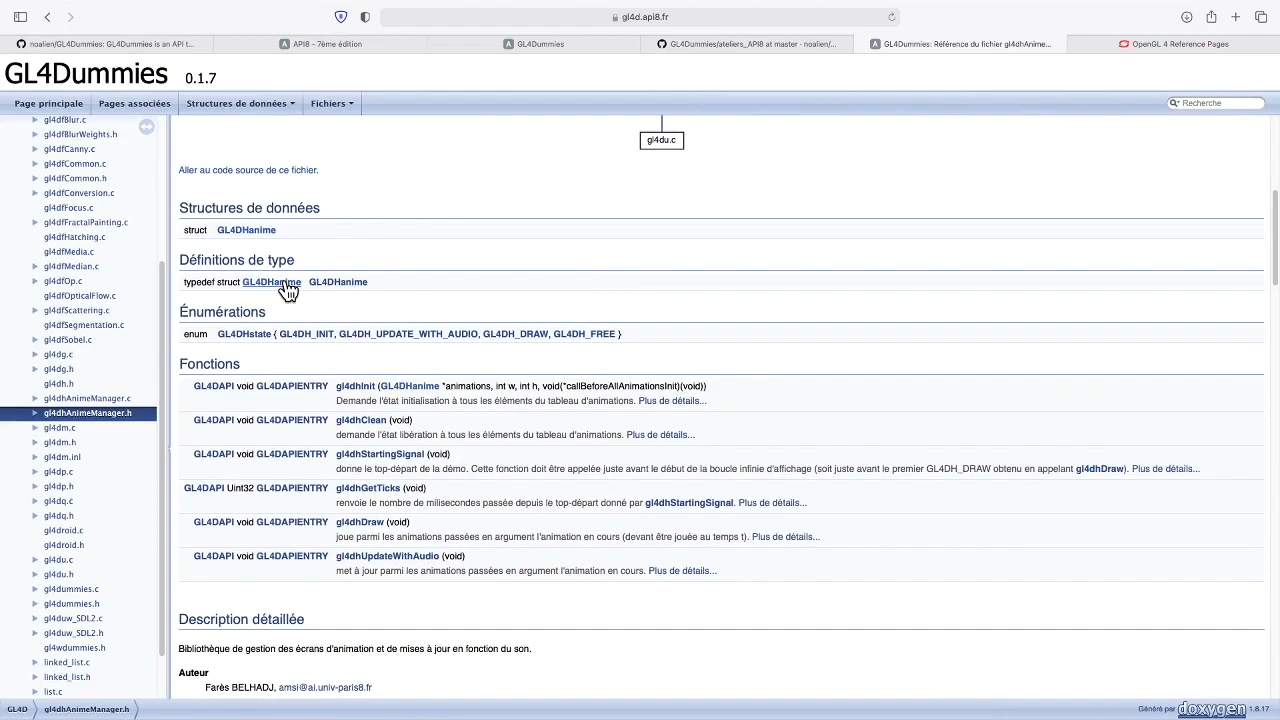 gl4d.api8.fr
noalien/GL4Dummies: GL4Dummies is an API t...
API8 - 7ème édition
GL4Dummies
GL4Dummies/ateliers_API8 at master · noalien/...
GL4Dummies: Référence du fichier gl4dhAnime...
OpenGL 4 Reference Pages
GL4Dummies 0.1.7
Page principale
Pages associées
Structures de données
Fichiers
Recherche
gl4dfBlur.c
gl4dfBlurWeights.h
gl4dfCanny.c
gl4dfCommon.c
gl4dfCommon.h
gl4dfConversion.c
gl4dfFocus.c
gl4dfFractalPainting.c
gl4dfHatching.c
gl4dfMedia.c
gl4dfMedian.c
gl4dfOp.c
gl4dfOpticalFlow.c
gl4dfScattering.c
gl4dfSegmentation.c
gl4dfSobel.c
gl4dg.c
gl4dg.h
gl4dh.h
gl4dhAnimeManager.c
gl4dhAnimeManager.h
gl4dm.c
gl4dm.h
gl4dm.inl
gl4dp.c
gl4dp.h
gl4dq.c
gl4dq.h
gl4droid.c
gl4droid.h
gl4du.c
gl4du.h
gl4dummies.c
gl4dummies.h
gl4duw_SDL2.c
gl4duw_SDL2.h
gl4wdummies.h
linked_list.c
linked_list.h
list.c
gl4du.c
Aller au code source de ce fichier.
Structures de données
struct GL4DHanime
Définitions de type
typedef struct GL4DHanime GL4DHanime
Énumérations
enum GL4DHstate { GL4DH_INIT, GL4DH_UPDATE_WITH_AUDIO, GL4DH_DRAW, GL4DH_FREE }
Fonctions
GL4DAPI void GL4DAPIENTRY gl4dhInit (GL4DHanime *animations, int w, int h, void(*callBeforeAllAnimationsInit)(void))
Demande l'état initialisation à tous les éléments du tableau d'animations. Plus de détails...
GL4DAPI void GL4DAPIENTRY gl4dhClean (void)
demande l'état libération à tous les éléments du tableau d'animations. Plus de détails...
GL4DAPI void GL4DAPIENTRY gl4dhStartingSignal (void)
donne le top-départ de la démo. Cette fonction doit être appelée juste avant le début de la boucle infinie d'affichage (soit juste avant le premier GL4DH_DRAW obtenu en appelant gl4dhDraw). Plus de détails...
GL4DAPI Uint32 GL4DAPIENTRY gl4dhGetTicks (void)
renvoie le nombre de milisecondes passée depuis le top-départ donné par gl4dhStartingSignal. Plus de détails...
GL4DAPI void GL4DAPIENTRY gl4dhDraw (void)
joue parmi les animations passées en argument l'animation en cours (devant être jouée au temps t). Plus de détails...
GL4DAPI void GL4DAPIENTRY gl4dhUpdateWithAudio (void)
met à jour parmi les animations passées en argument l'animation en cours. Plus de détails...
Description détaillée
Bibliothèque de gestion des écrans d'animation et de mises à jour en fonction du son.
Auteur
Farès BELHADJ, amsi@ai.univ-paris8.fr
GL4D
gl4dhAnimeManager.h
Généré par doxygen 1.8.17